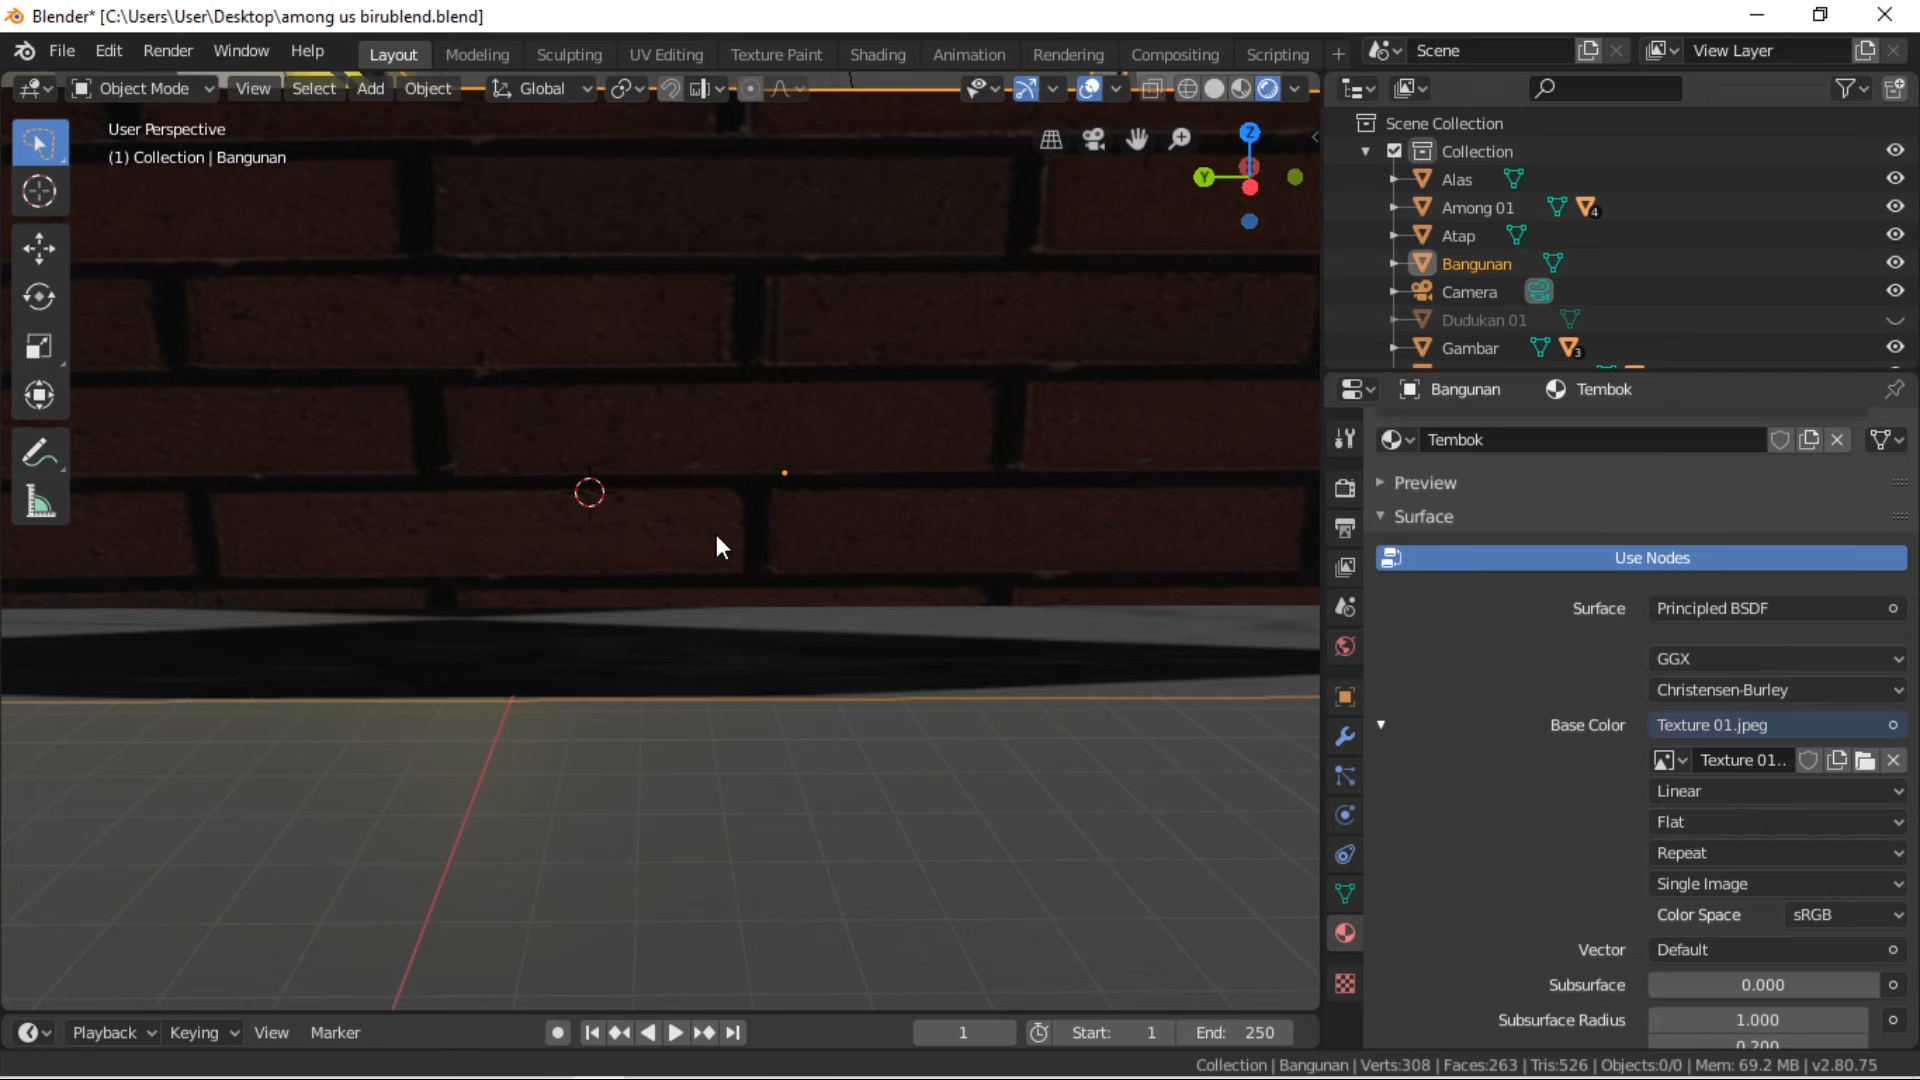 Blender* [C:\Users\User\Desktop\among us birublend.blend]
File Edit Render Window Help Layout Modeling Sculpting UV Editing Texture Paint Shading Animation Rendering Compositing Scripting Scene View Layer
Object Mode View Select Add Object Global
User Perspective
(1) Collection | Bangunan
Z
Y
Scene Collection
Collection
Alas
Among 01 4
Atap
Bangunan
Camera
Dudukan 01
Gambar 3
Bangunan Tembok
Tembok
Preview
Surface
Use Nodes
Surface Principled BSDF
GGX
Christensen-Burley
Base Color Texture 01.jpeg
Texture 01..
Linear
Flat
Repeat
Single Image
Color Space sRGB
Vector Default
Subsurface 0.000
Subsurface Radius 1.000
0.200
Playback Keying View Marker 1 Start: 1 End: 250
Collection | Bangunan | Verts:308 | Faces:263 | Tris:526 | Objects:0/0 | Mem: 69.2 MB | v2.80.75